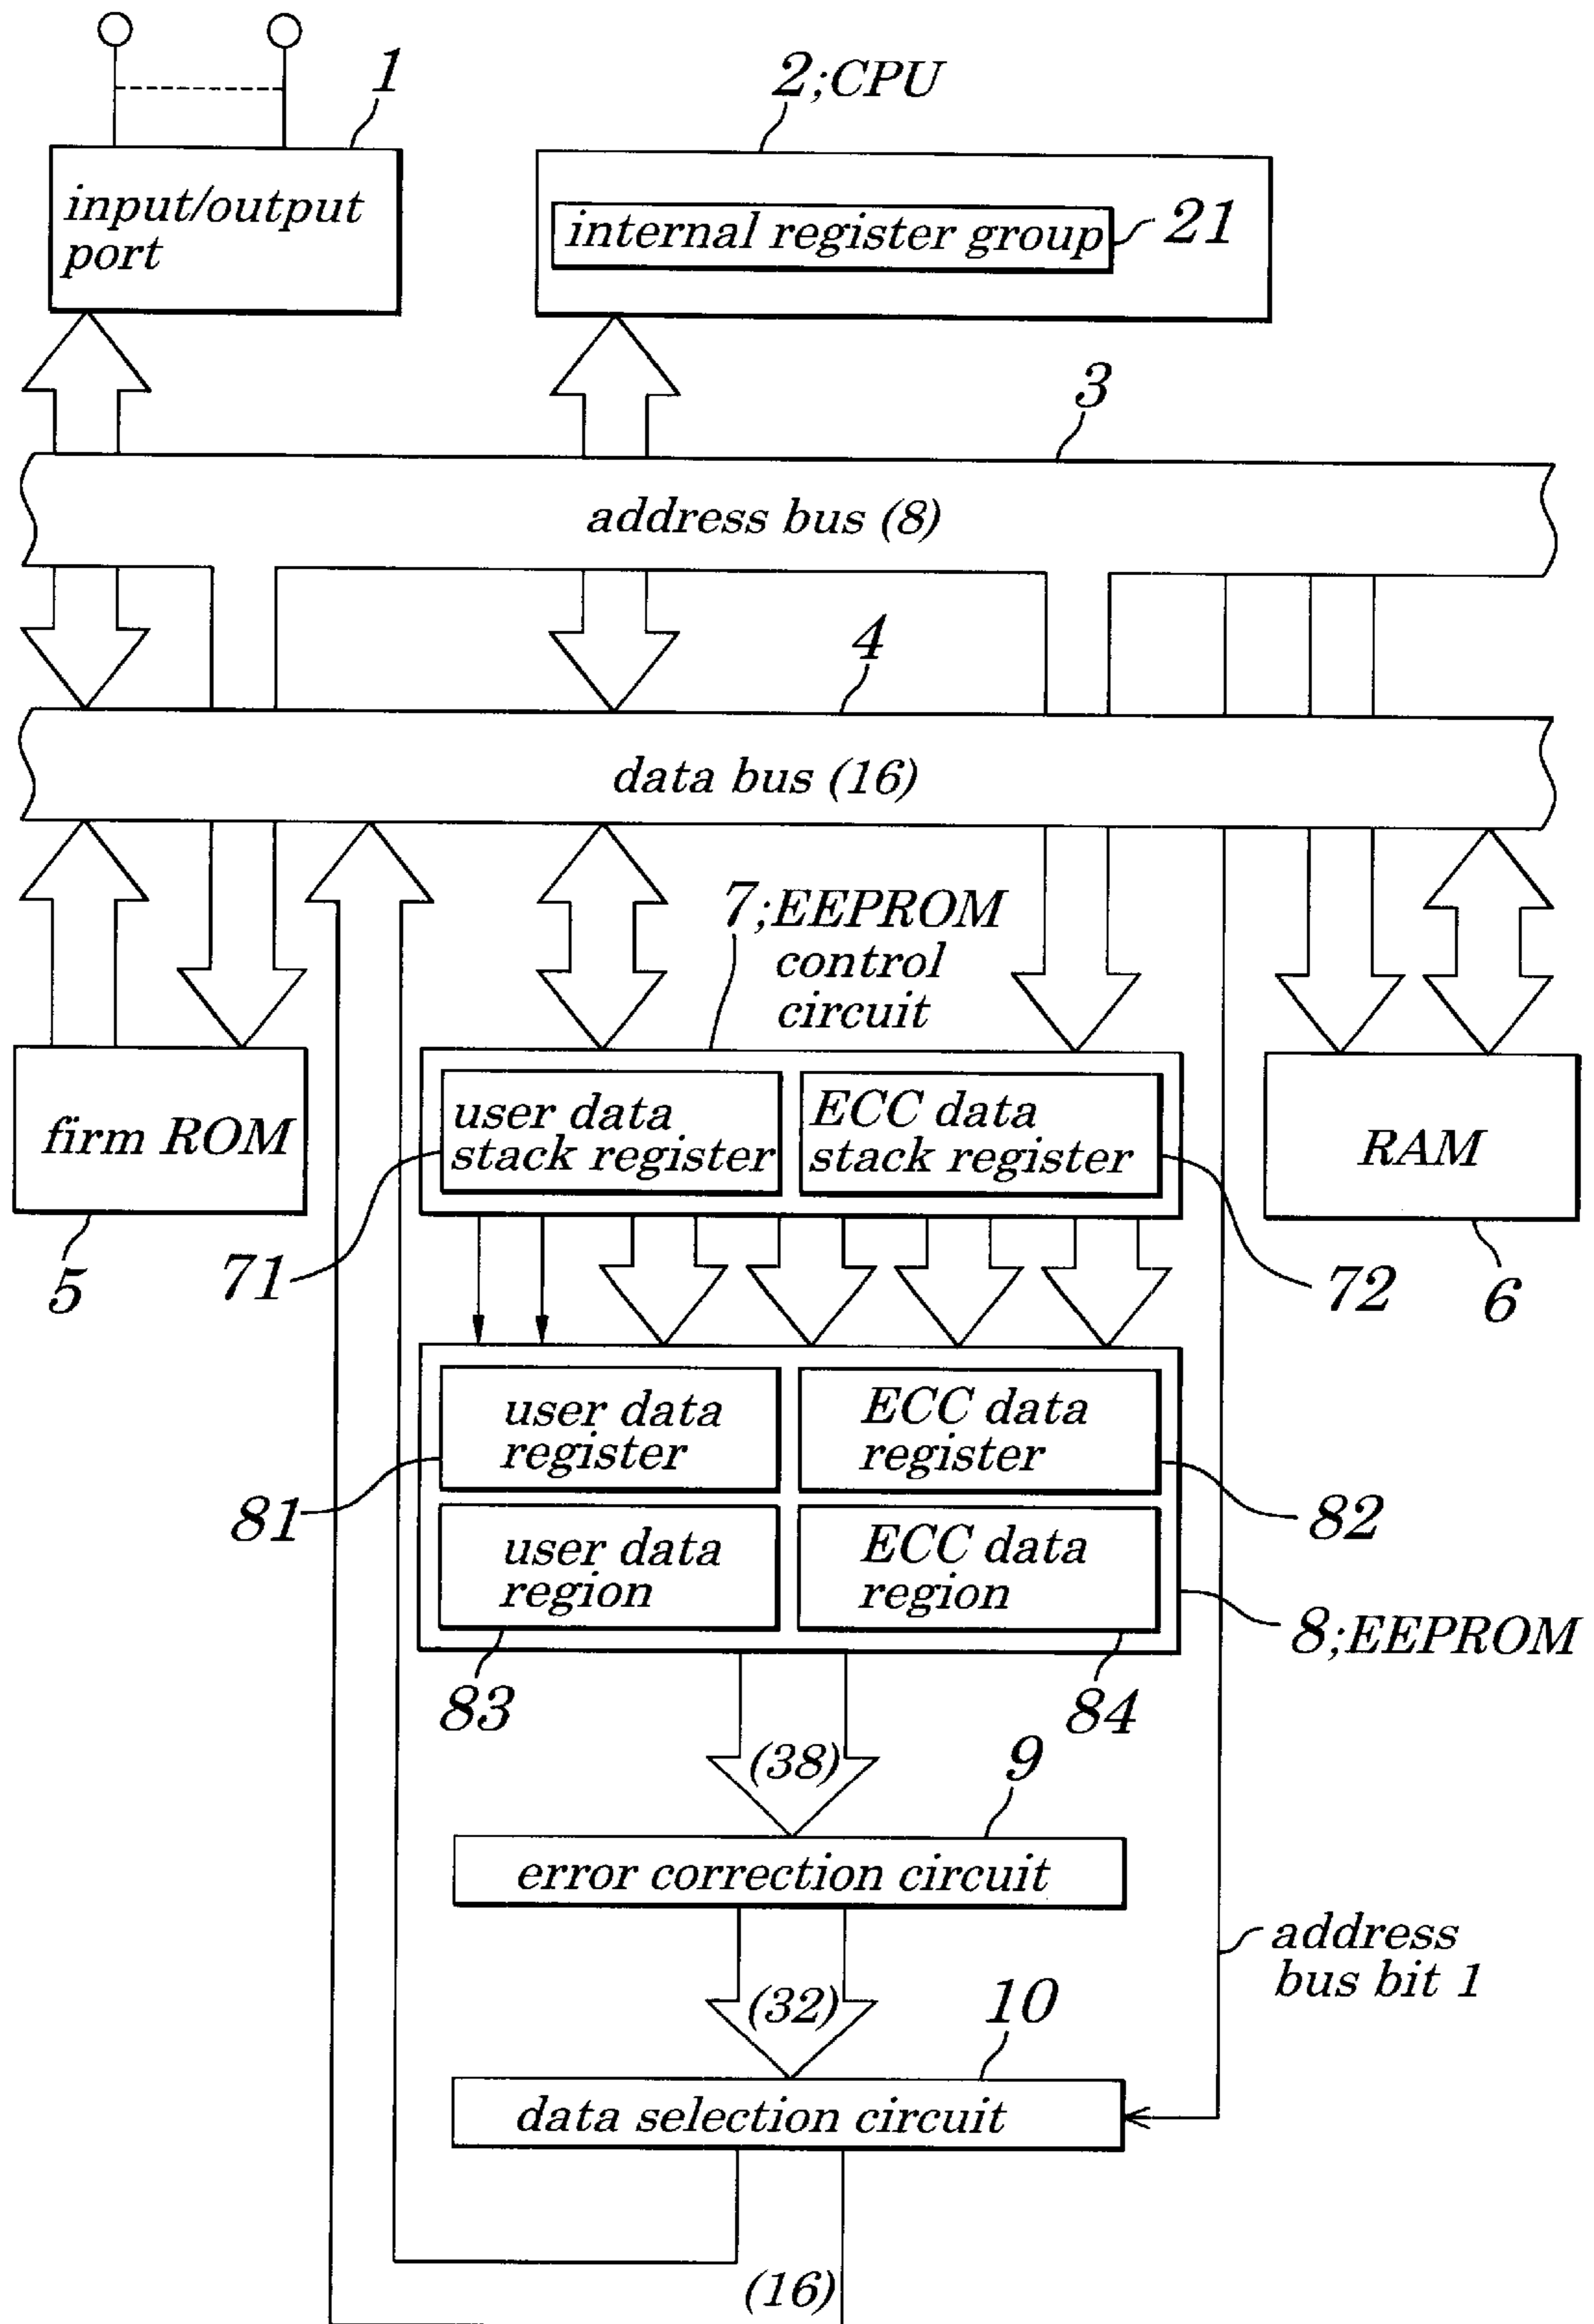 1
2;CPU
input/output
port
internal register group
21
3
address bus (8)
4
data bus (16)
7;EEPROM
control
circuit
firm ROM
user data
stack register
ECC data
stack register
RAM
5
71
72
6
user data
register
ECC data
register
81
82
user data
region
ECC data
region
8;EEPROM
83
84
(38)
9
error correction circuit
address
bus bit 1
(32)
10
data selection circuit
(16)